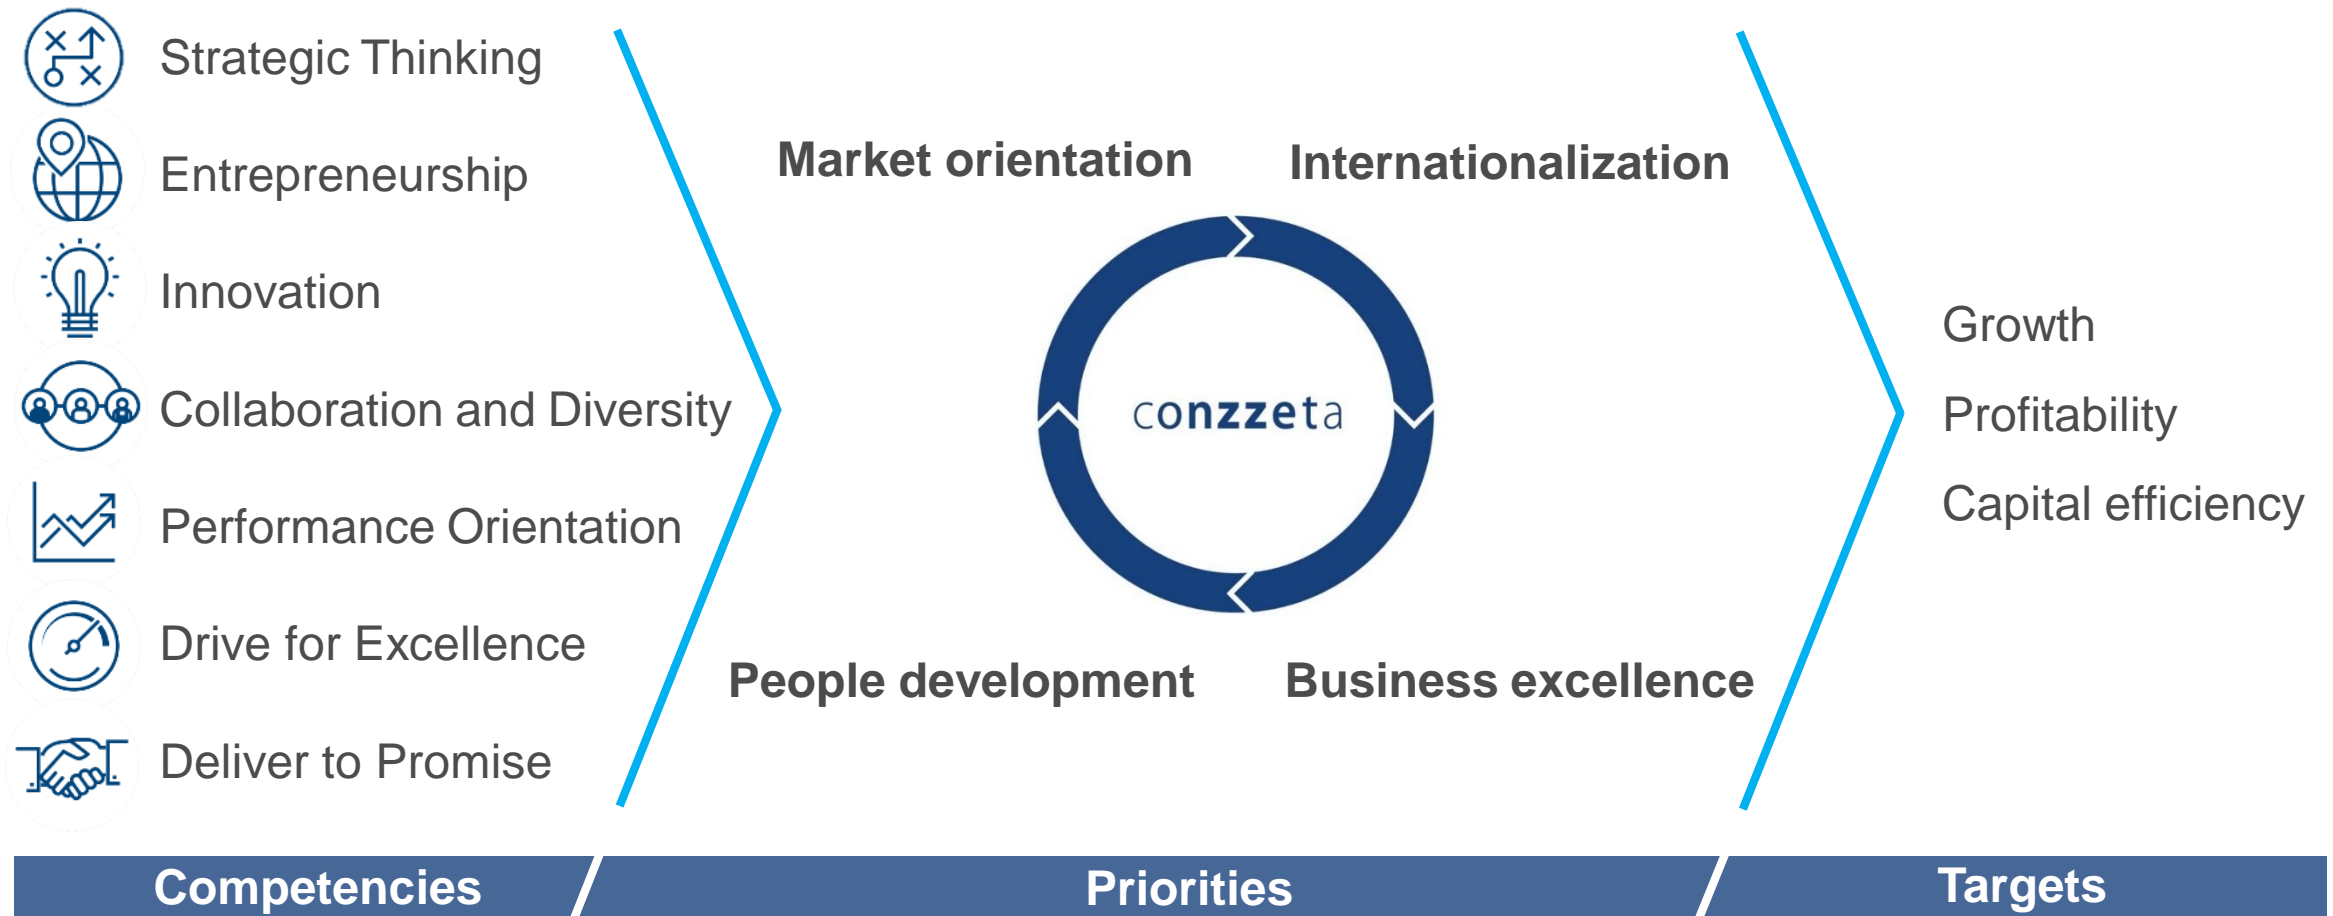 Strategic Thinking
Entrepreneurship
Innovation
Collaboration and Diversity
Performance Orientation
Drive for Excellence
Deliver to Promise
Market orientation
Internationalization
conzzeta
People development
Business excellence
Growth
Profitability
Capital efficiency
Competencies
Priorities
Targets